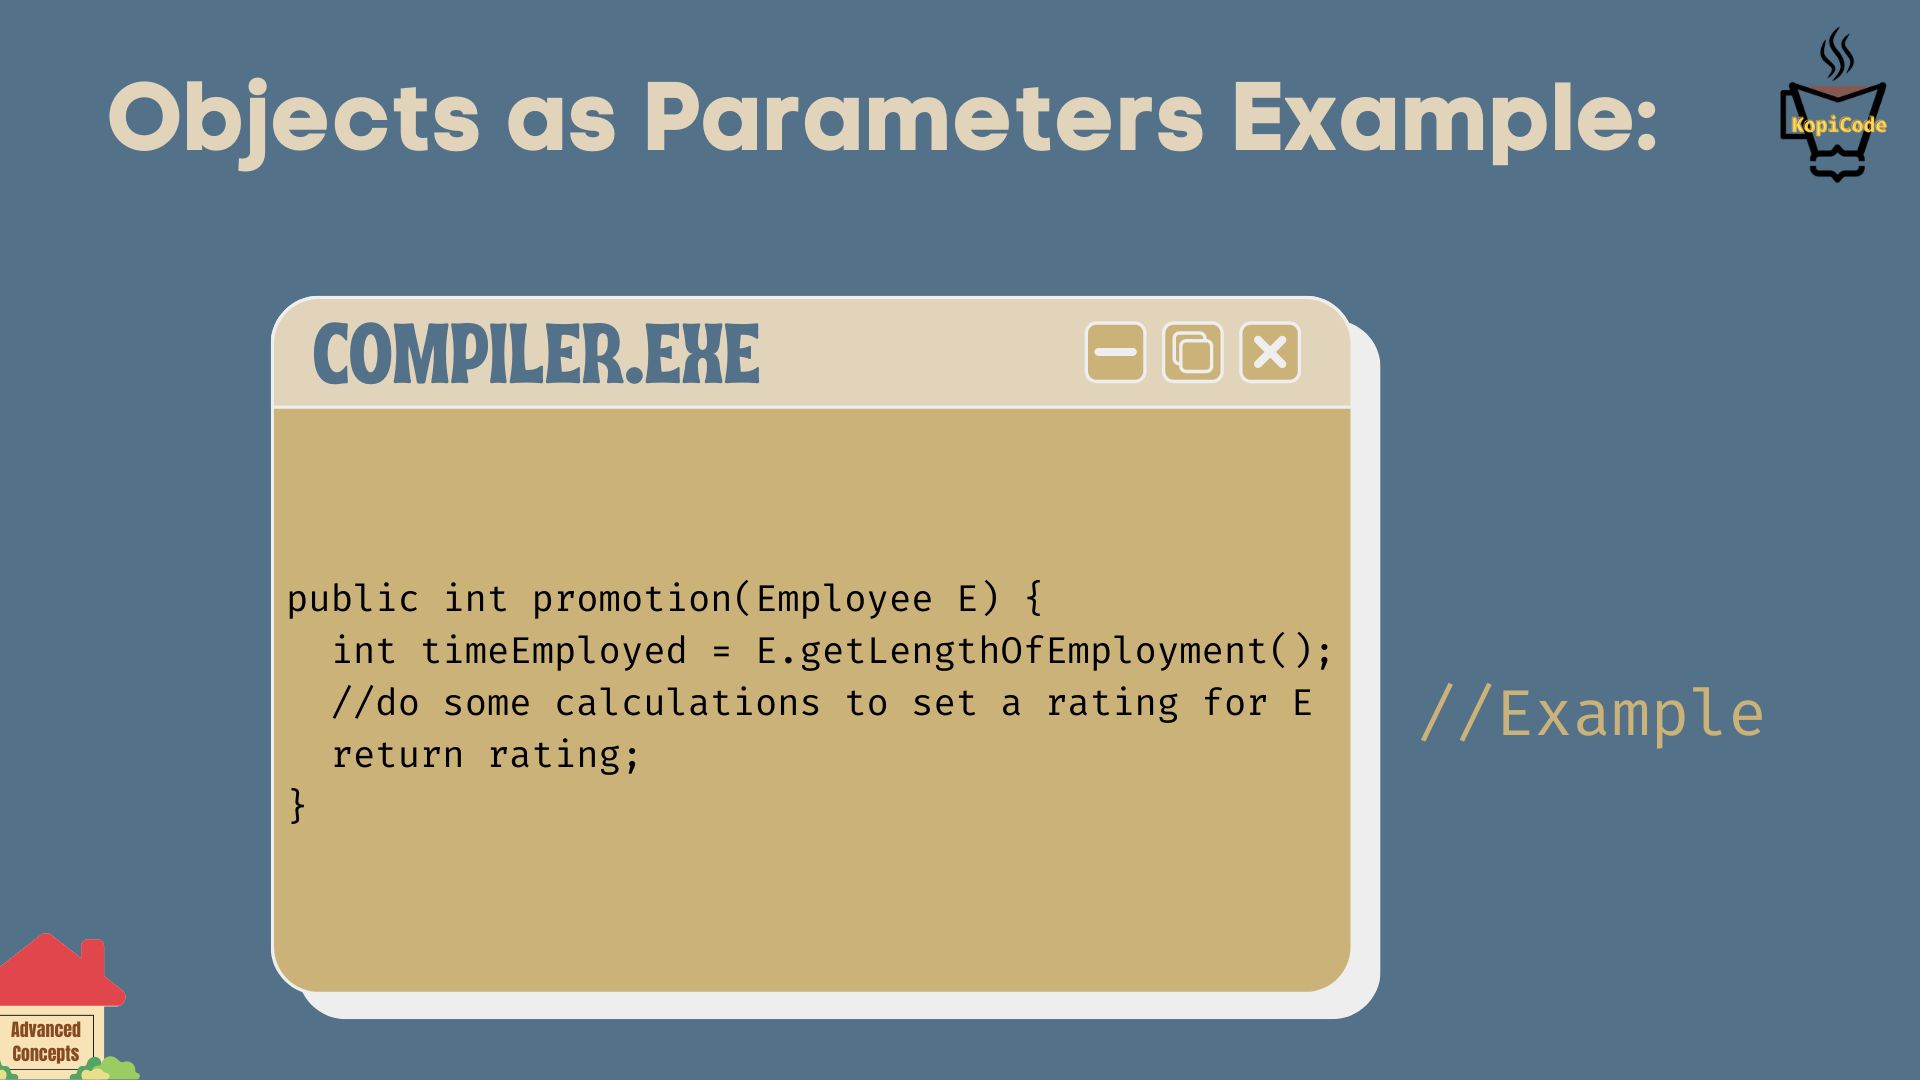 Objects as Parameters Example:
KopiCode
COMPILER.EXE
public int promotion(Employee E) {
  int timeEmployed = E.getLengthOfEmployment();
  //do some calculations to set a rating for E
  return rating;
}
//Example
Advanced
Concepts